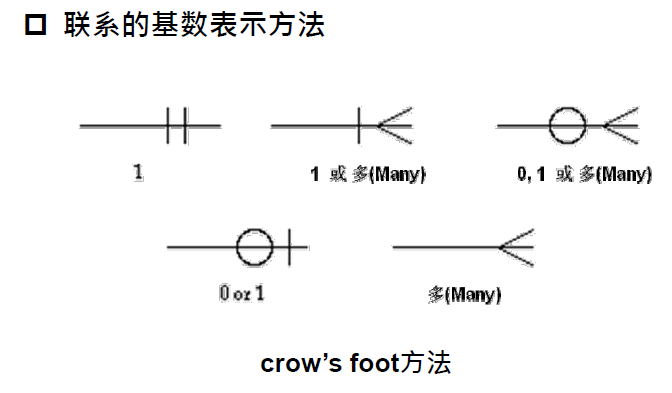 联系的基数表示方法
1
1 或 多(Many)
0, 1 或 多(Many)
0 or 1
多(Many)
crow's foot方法